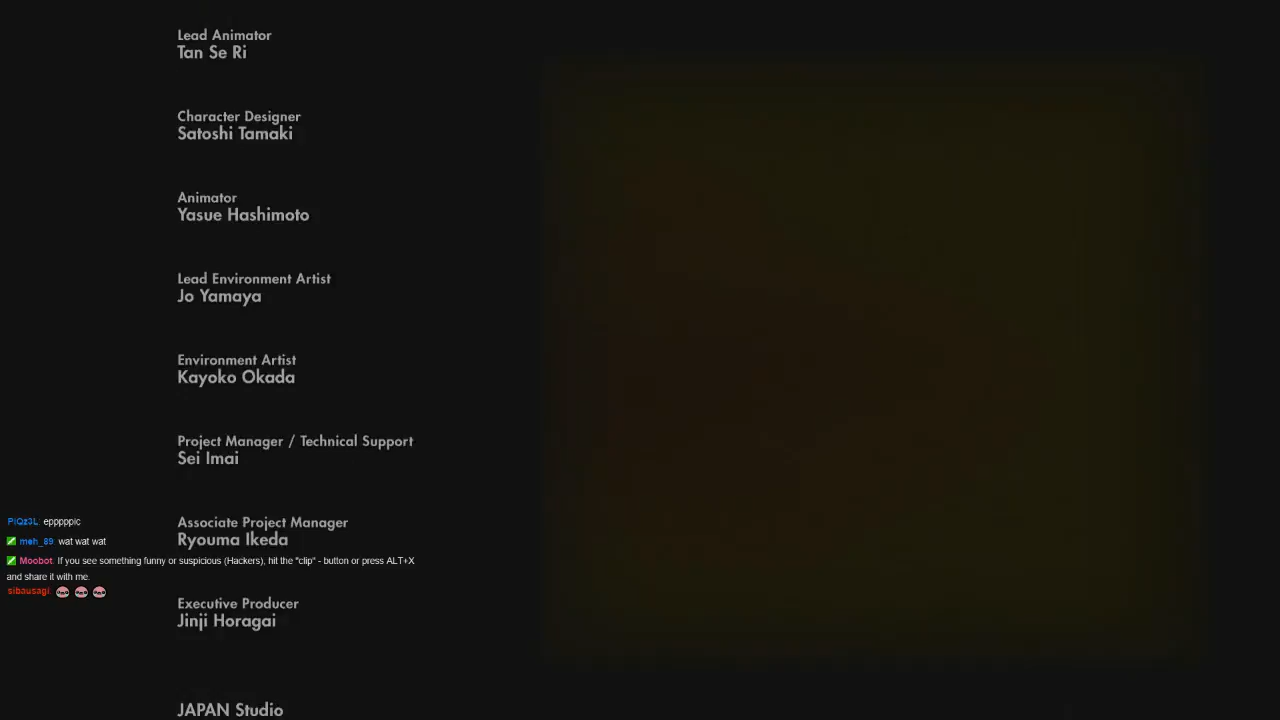 Lead Animator
Tan Se Ri
Character Designer
Satoshi Tamaki
Animator
Yasue Hashimoto
Lead Environment Artist
Jo Yamaya
Environment Artist
Kayoko Okada
Project Manager / Technical Support
Sei Imai
Associate Project Manager
Ryouma Ikeda
Executive Producer
Jinji Horagai
JAPAN Studio
PiQz3L: epppppic
meh_89: wat wat wat
Moobot: If you see something funny or suspicious (Hackers), hit the "clip" - button or press ALT+X
and share it with me.
sibausagi: